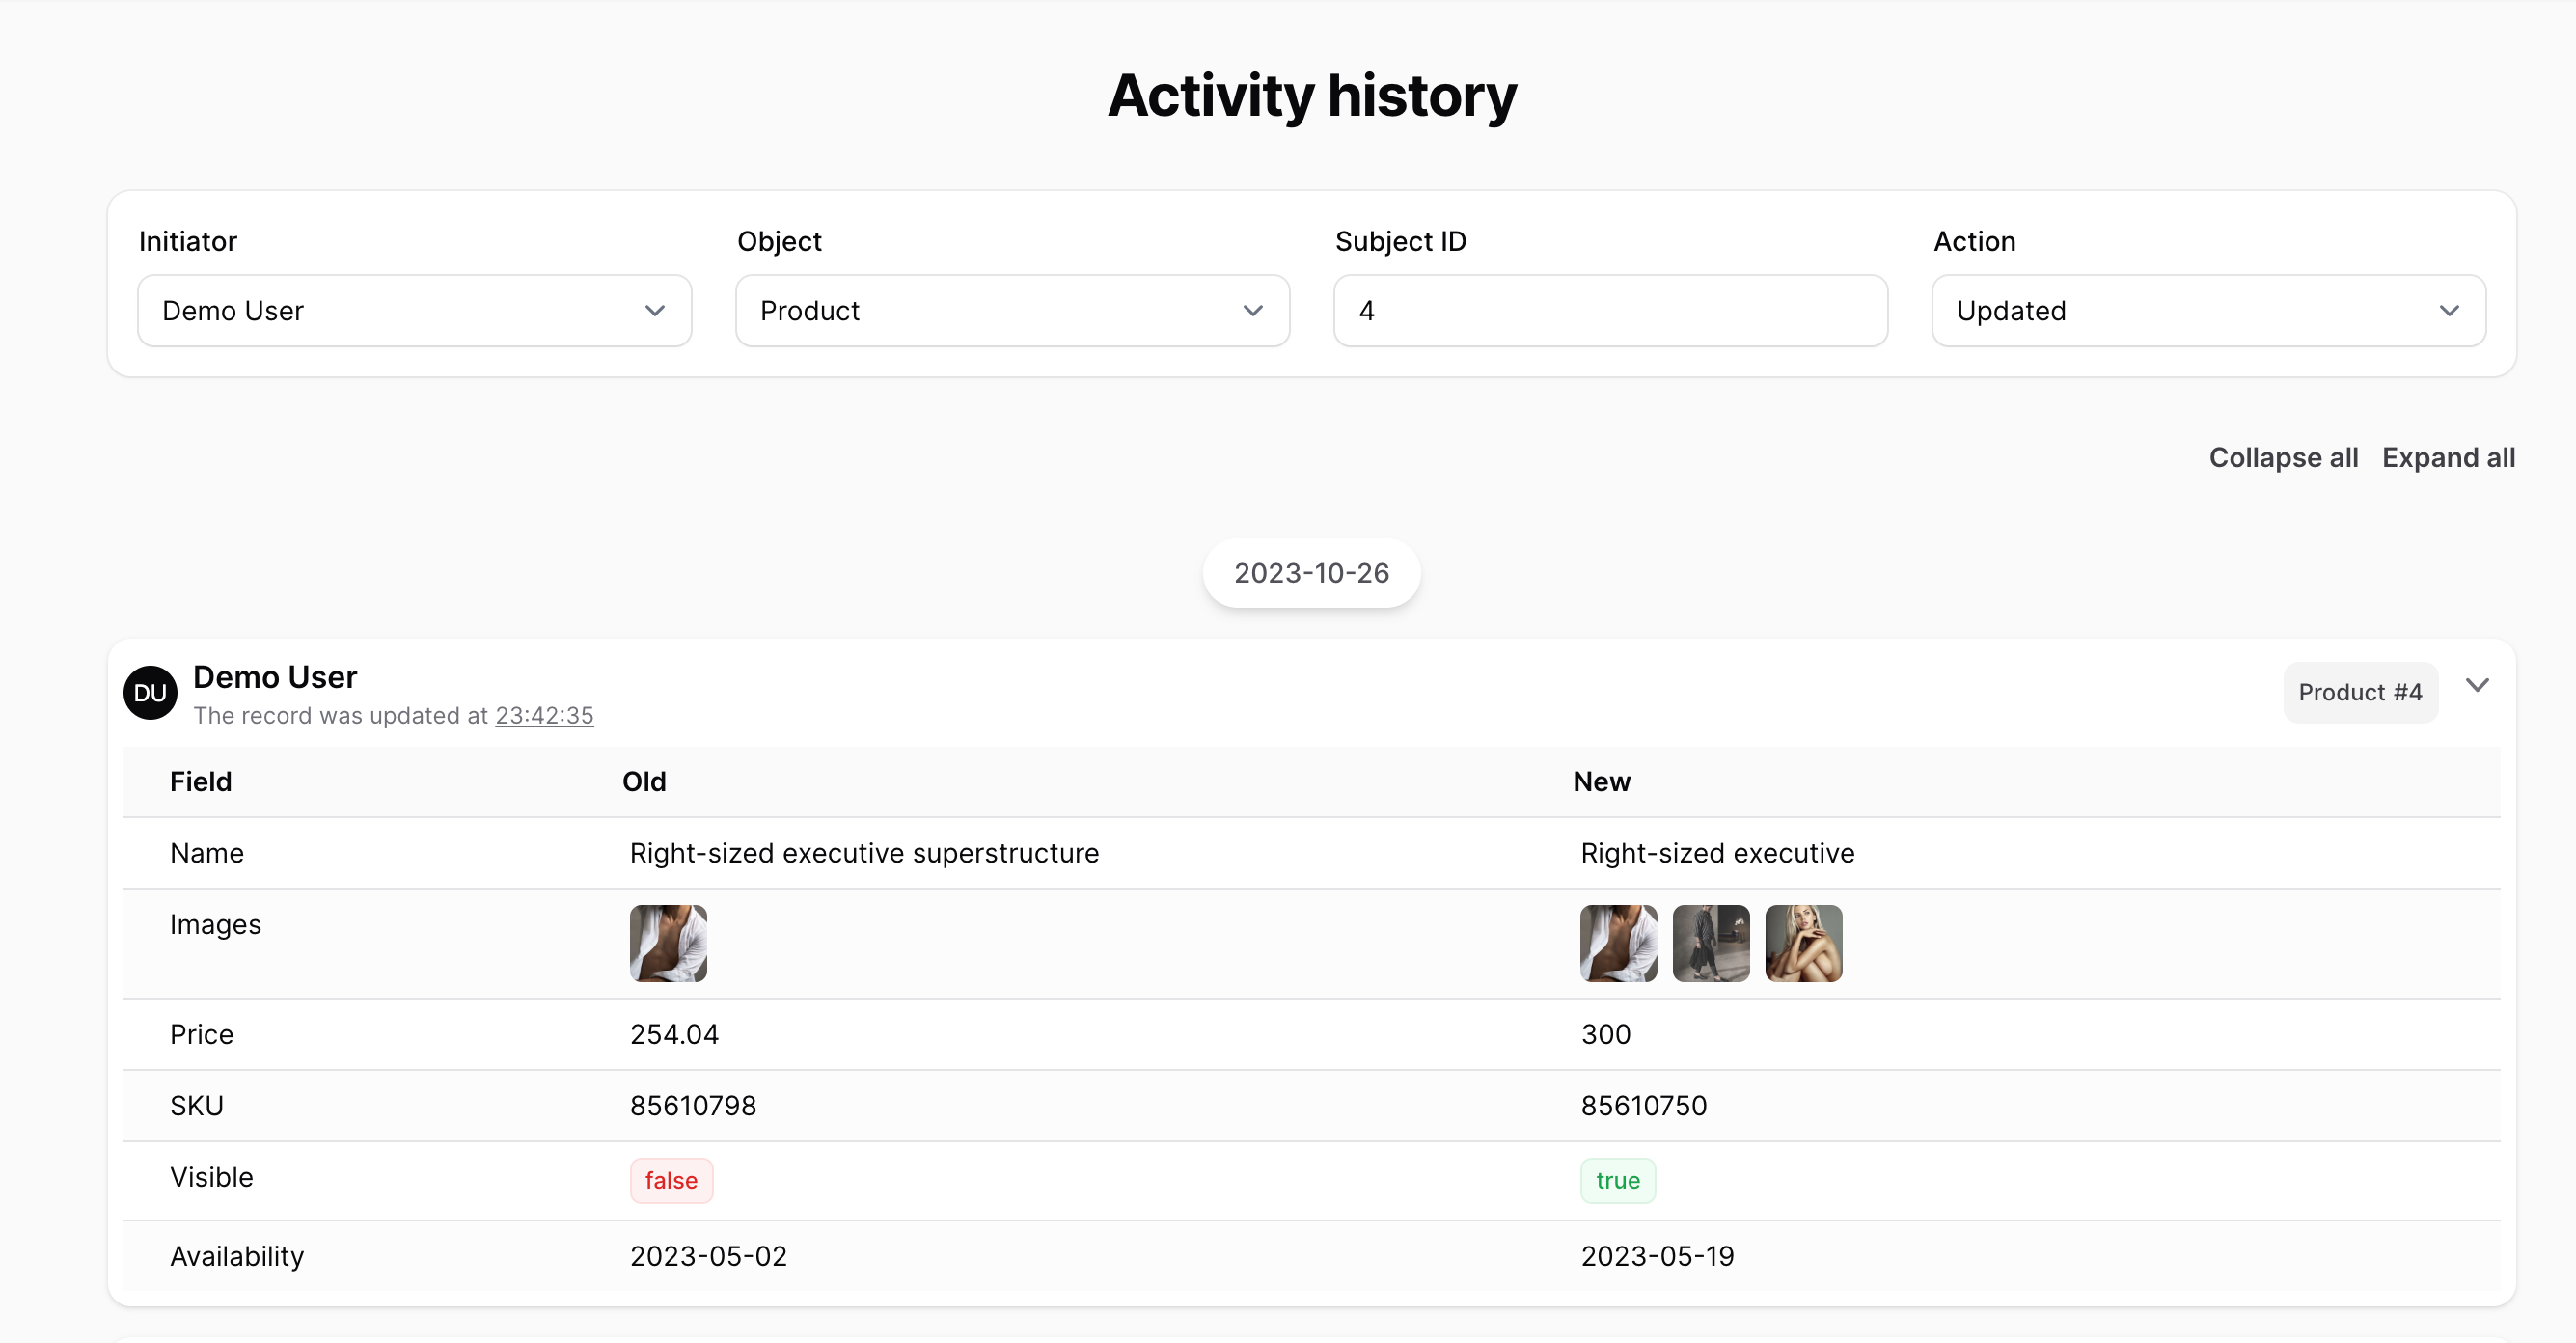 Activity history
Initiator Object Subject ID Action
Demo User Product 4 Updated
Collapse all Expand all
2023-10-26
DU
Demo User
The record was updated at 23:42:35
Product #4
Field Old New
Name Right-sized executive superstructure Right-sized executive
Images
Price 254.04 300
SKU 85610798 85610750
Visible false true
Availability 2023-05-02 2023-05-19